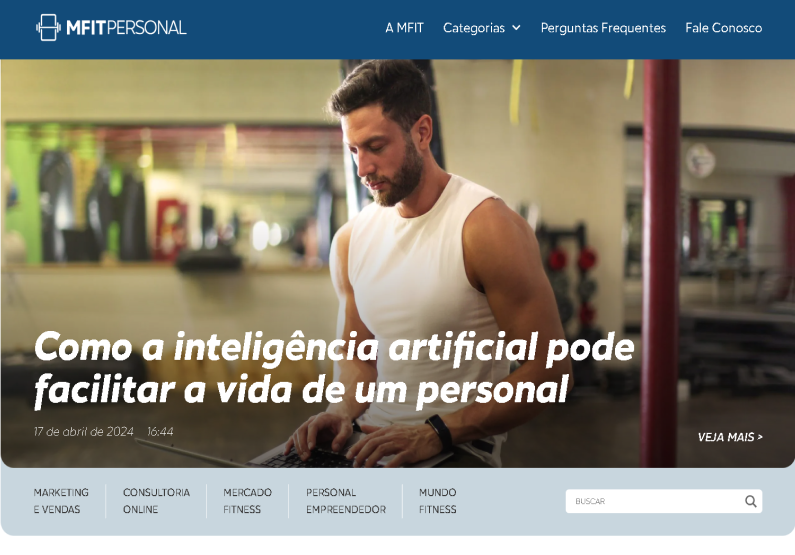 MFITPERSONAL
A MFIT Categorias Perguntas Frequentes Fale Conosco
Como a inteligência artificial pode
facilitar a vida de um personal
17 de abril de 2024 16:44
VEJA MAIS >
MARKETING
E VENDAS
CONSULTORIA
ONLINE
MERCADO
FITNESS
PERSONAL
EMPREENDEDOR
MUNDO
FITNESS
BUSCAR